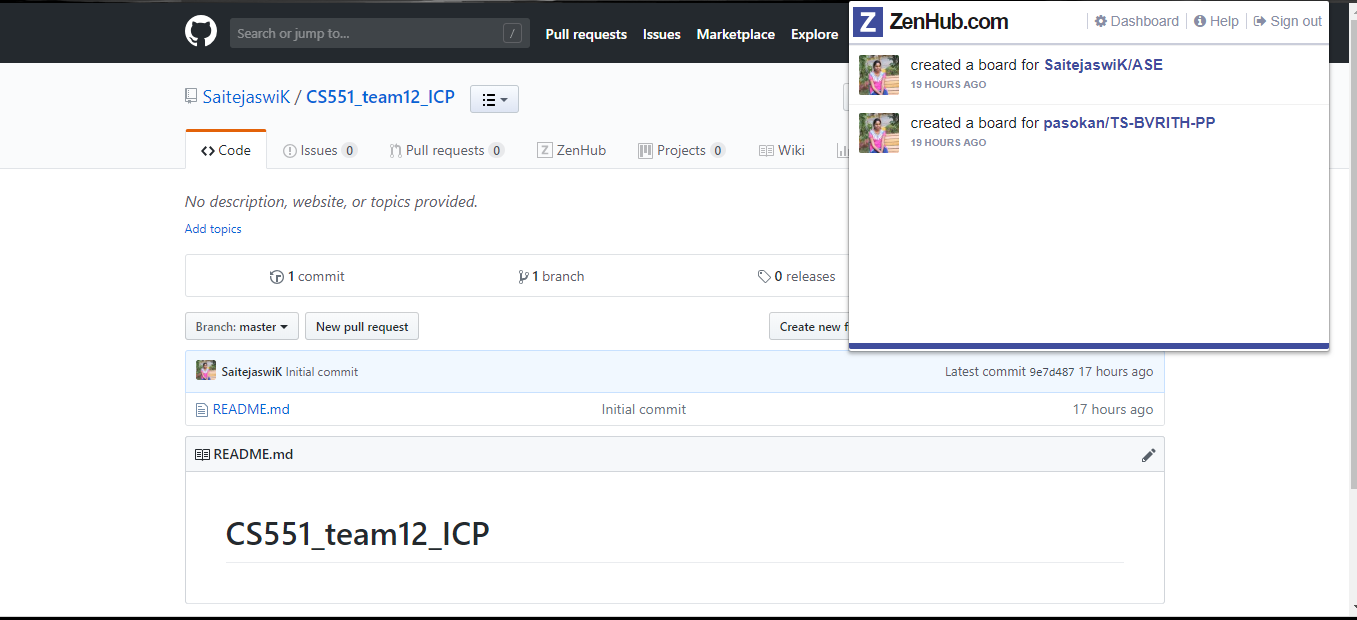 Search or jump to...
/
Pull requests Issues Marketplace Explore
Z ZenHub.com
Dashboard Help Sign out
created a board for SaitejaswiK/ASE
19 HOURS AGO
created a board for pasokan/TS-BVRITH-PP
19 HOURS AGO
SaitejaswiK / CS551_team12_ICP
Code Issues 0 Pull requests 0 Z ZenHub Projects 0 Wiki
No description, website, or topics provided.
Add topics
1 commit 1 branch 0 releases
Branch: master New pull request Create new f
SaitejaswiK Initial commit Latest commit 9e7d487 17 hours ago
README.md Initial commit 17 hours ago
README.md
CS551_team12_ICP